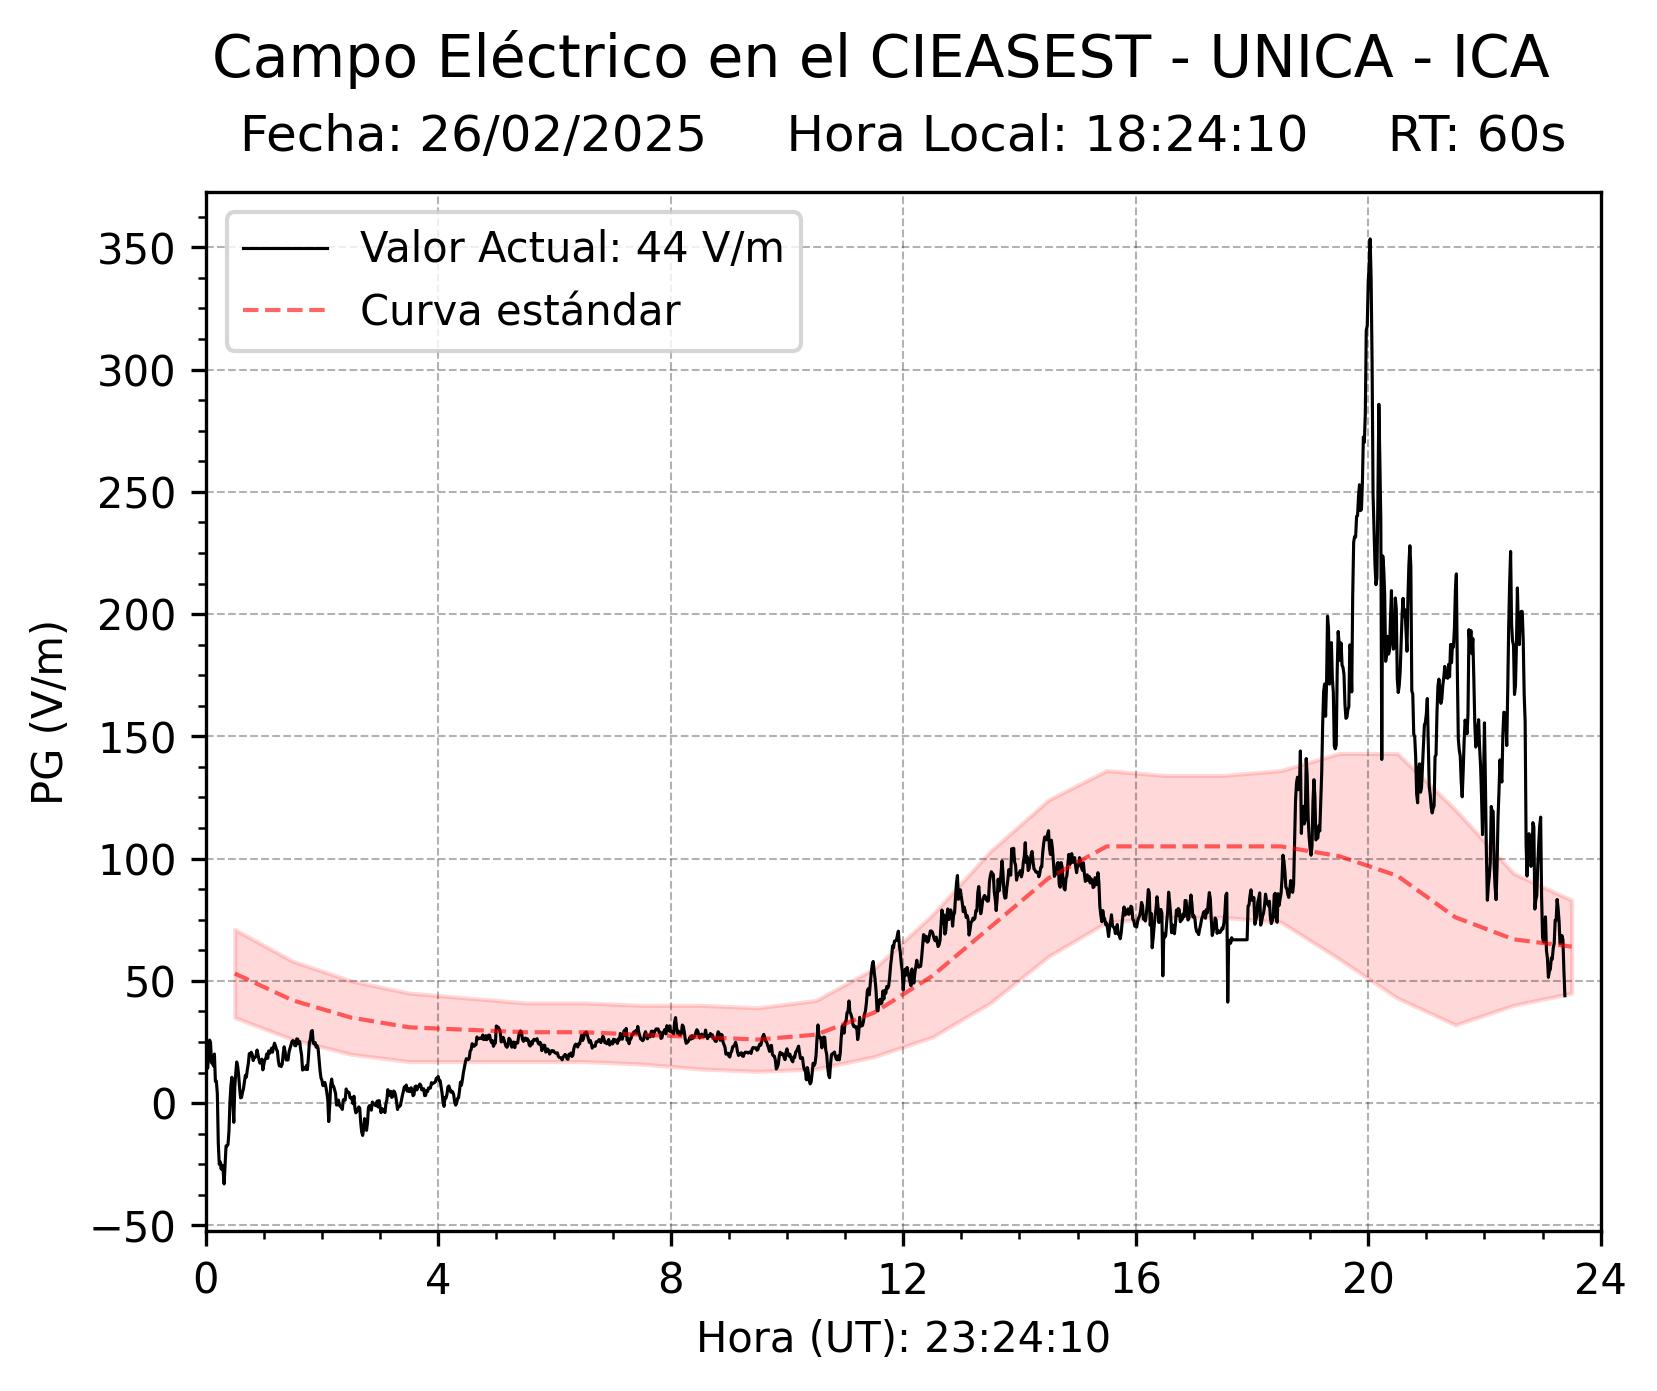 Campo Eléctrico en el CIEASEST - UNICA - ICA
Fecha: 26/02/2025 Hora Local: 18:24:10 RT: 60s
Valor Actual: 44 V/m
Curva estándar
350
300
250
200
150
100
50
0
−50
PG (V/m)
0 4 8 12 16 20 24
Hora (UT): 23:24:10